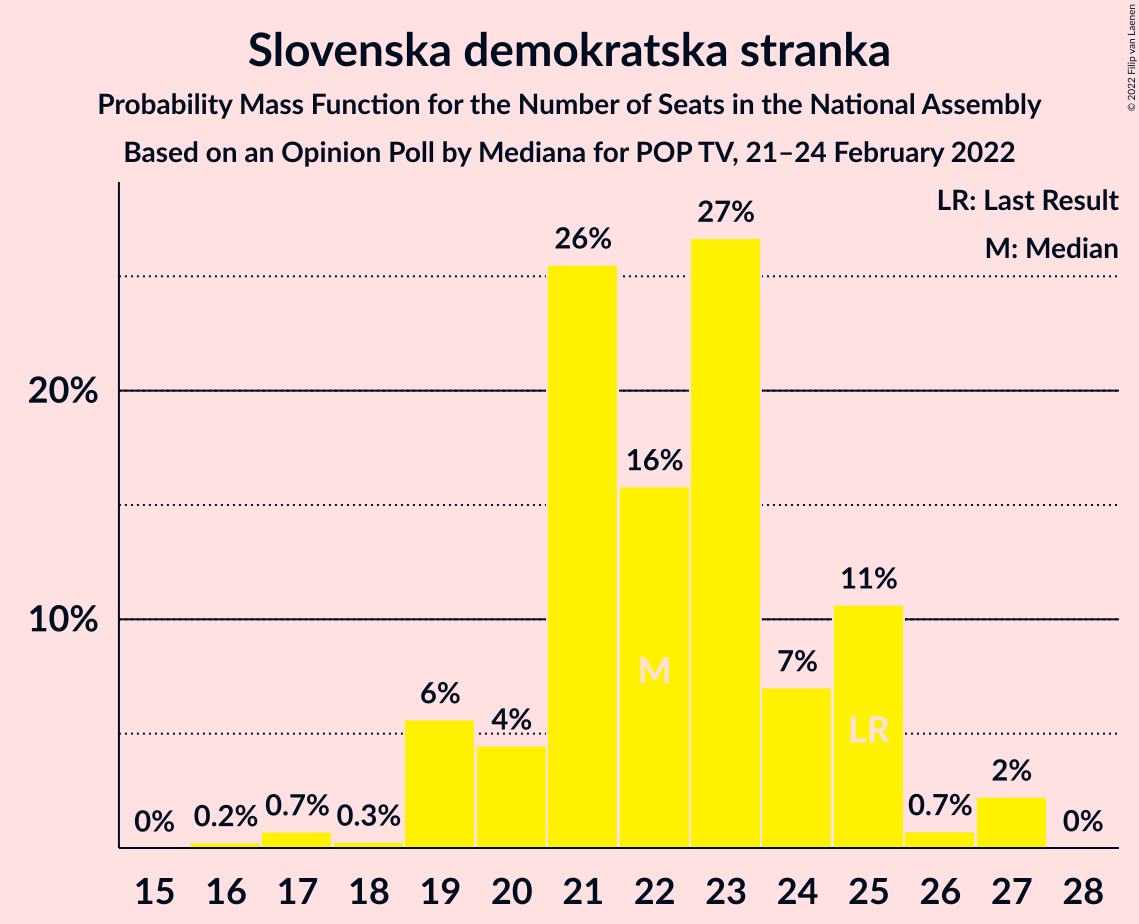 Slovenska demokratska stranka
Probability Mass Function for the Number of Seats in the National Assembly
Based on an Opinion Poll by Mediana for POP TV, 21–24 February 2022
© 2022 Filip van Laenen
LR: Last Result
M: Median
20%
10%
0%
0.2%
0.7%
0.3%
6%
4%
26%
16%
27%
7%
11%
0.7%
2%
0%
M
LR
15 16 17 18 19 20 21 22 23 24 25 26 27 28